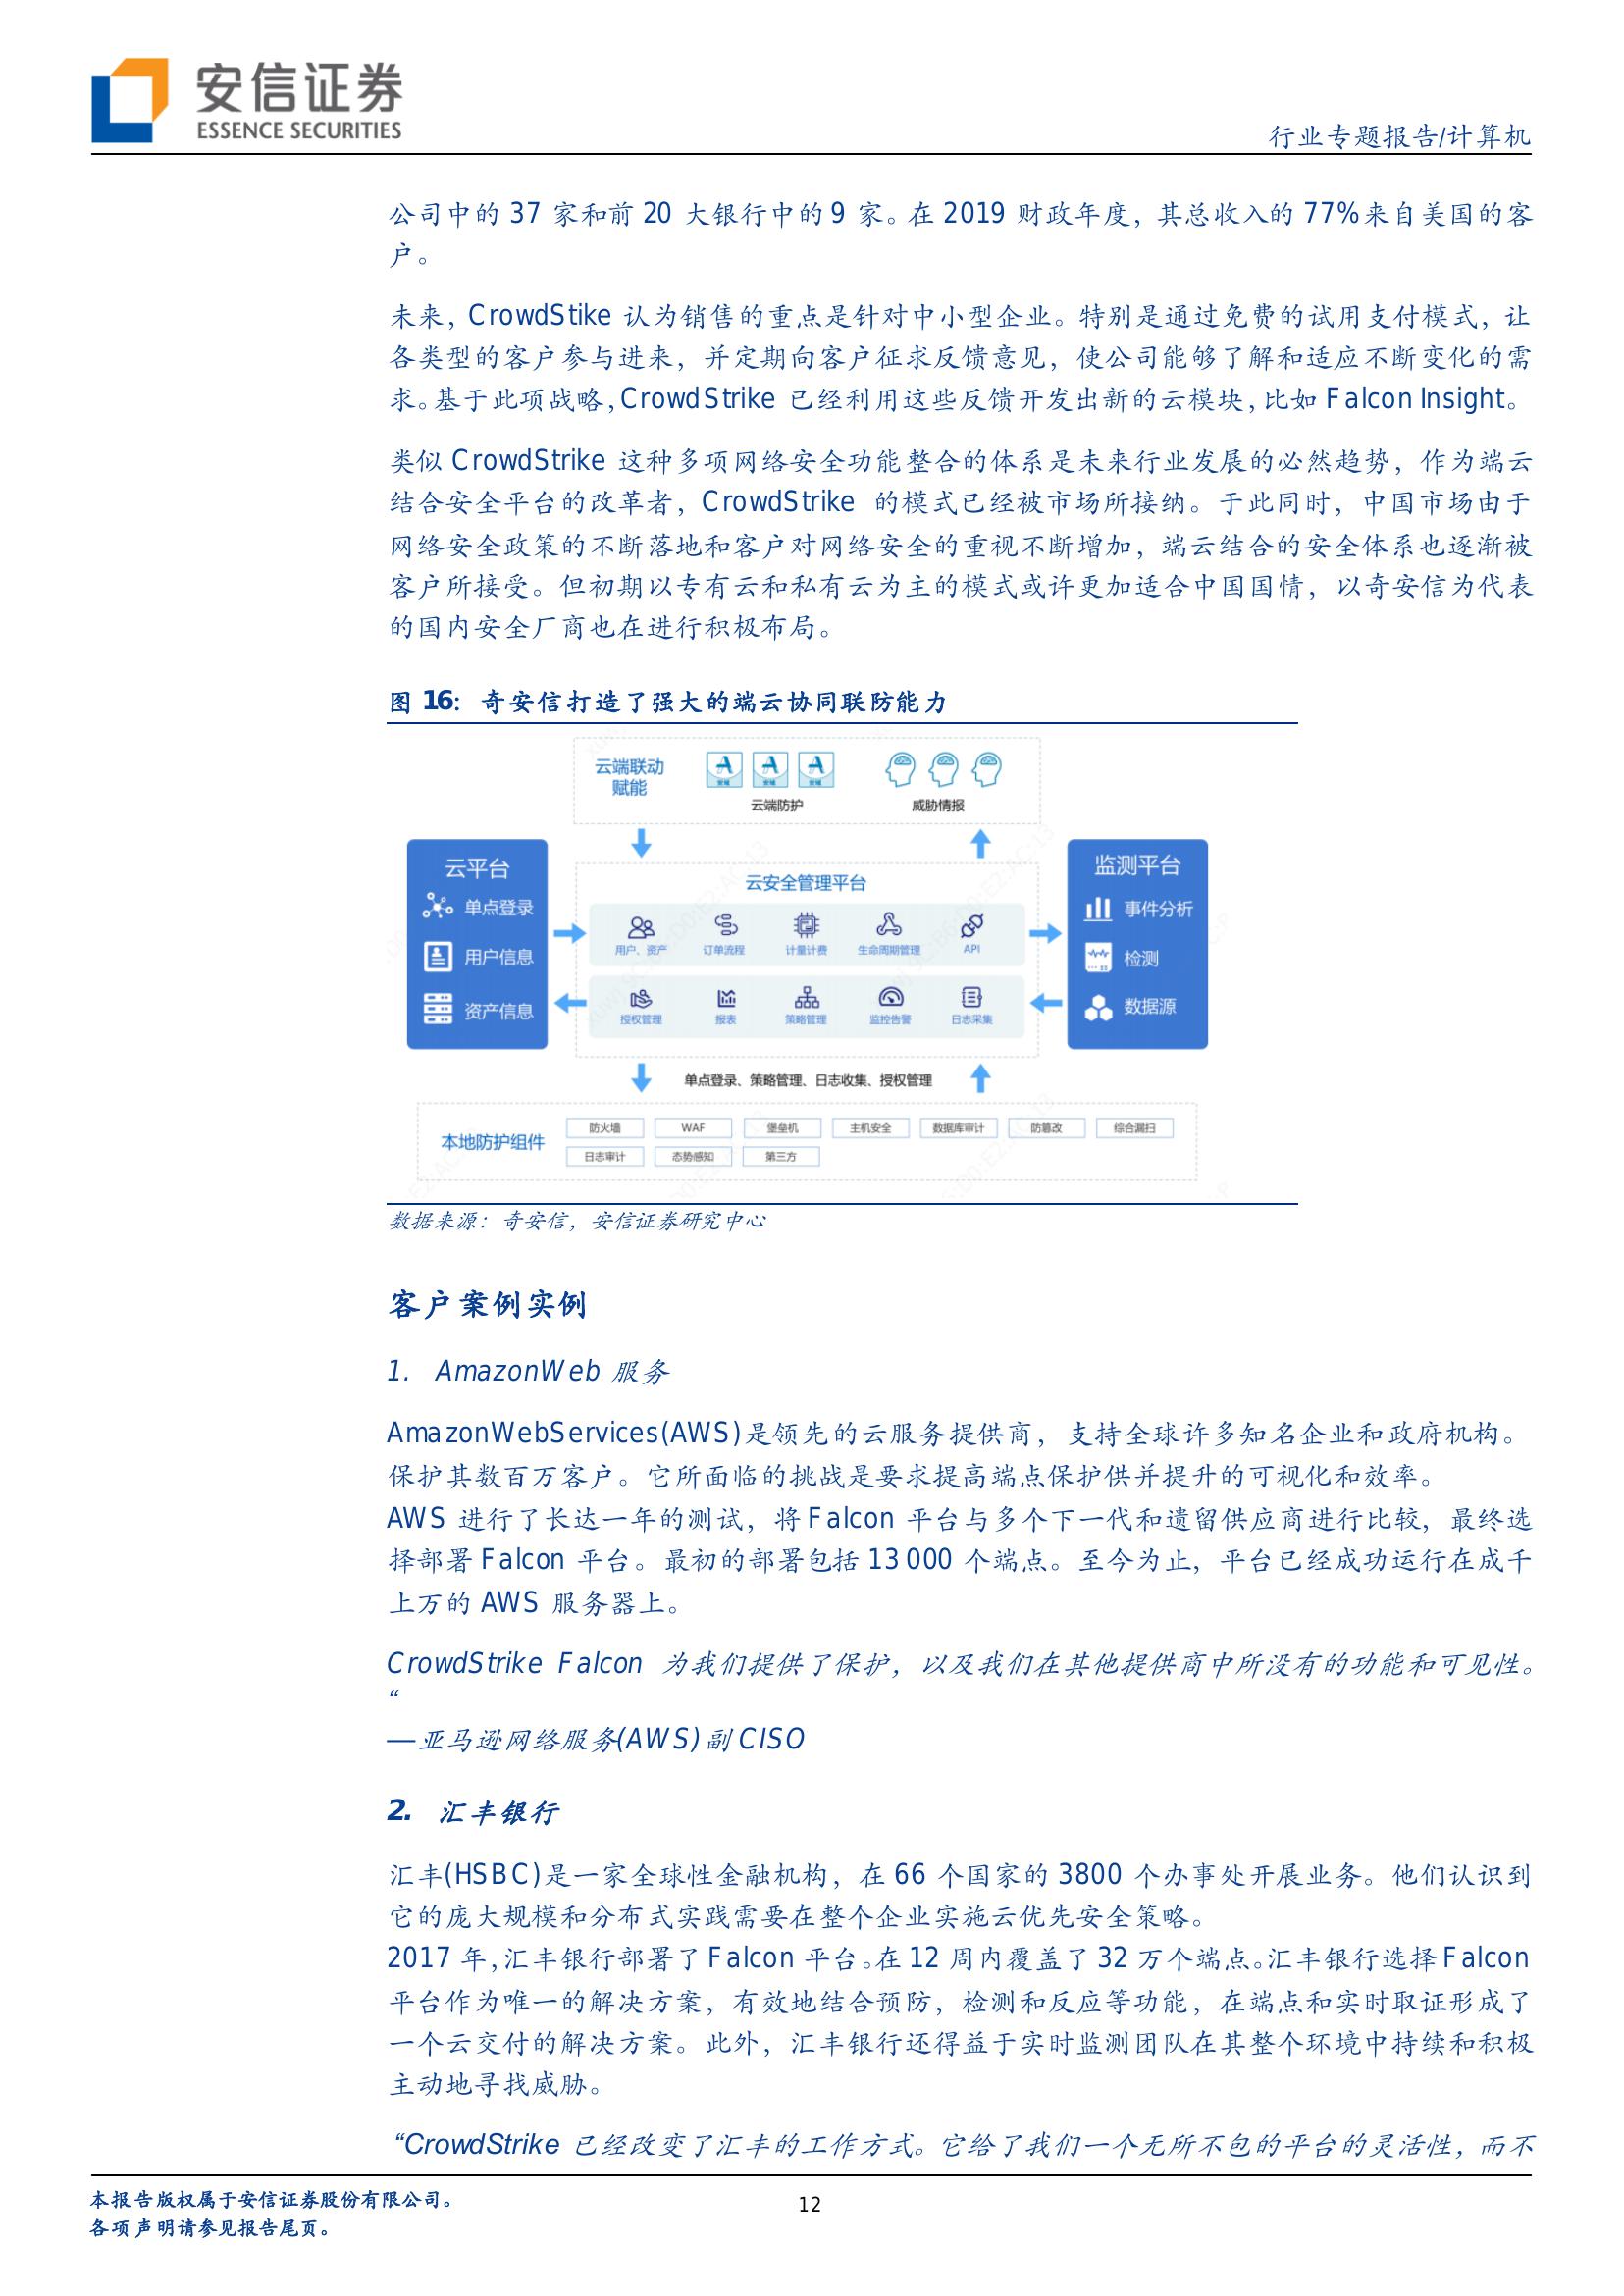 安信证券
ESSENCE SECURITIES
行业专题报告/计算机
公司中的 37 家和前 20 大银行中的 9 家。在 2019 财政年度，其总收入的 77%来自美国的客
户。
未来，CrowdStike 认为销售的重点是针对中小型企业。特别是通过免费的试用支付模式，让
各类型的客户参与进来，并定期向客户征求反馈意见，使公司能够了解和适应不断变化的需
求。基于此项战略，CrowdStrike 已经利用这些反馈开发出新的云模块，比如 Falcon Insight。
类似 CrowdStrike 这种多项网络安全功能整合的体系是未来行业发展的必然趋势，作为端云
结合安全平台的改革者，CrowdStrike 的模式已经被市场所接纳。于此同时，中国市场由于
网络安全政策的不断落地和客户对网络安全的重视不断增加，端云结合的安全体系也逐渐被
客户所接受。但初期以专有云和私有云为主的模式或许更加适合中国国情，以奇安信为代表
的国内安全厂商也在进行积极布局。
图 16：奇安信打造了强大的端云协同联防能力
云端联动
赋能
云端防护
威胁情报
云平台
单点登录
用户信息
资产信息
云安全管理平台
用户、资产 订单流程 计量计费 生命周期管理 API
授权管理 报表 策略管理 监控告警 日志采集
监测平台
事件分析
检测
数据源
单点登录、策略管理、日志收集、授权管理
本地防护组件
防火墙 WAF 堡垒机 主机安全 数据库审计 防篡改 综合漏扫
日志审计 态势感知 第三方
数据来源：奇安信，安信证券研究中心
客户案例实例
1. AmazonWeb 服务
AmazonWebServices(AWS)是领先的云服务提供商，支持全球许多知名企业和政府机构。
保护其数百万客户。它所面临的挑战是要求提高端点保护供并提升的可视化和效率。
AWS 进行了长达一年的测试，将 Falcon 平台与多个下一代和遗留供应商进行比较，最终选
择部署 Falcon 平台。最初的部署包括 13 000 个端点。至今为止，平台已经成功运行在成千
上万的 AWS 服务器上。
CrowdStrike Falcon 为我们提供了保护，以及我们在其他提供商中所没有的功能和可见性。
“
—亚马逊网络服务(AWS)副 CISO
2. 汇丰银行
汇丰(HSBC)是一家全球性金融机构，在 66 个国家的 3800 个办事处开展业务。他们认识到
它的庞大规模和分布式实践需要在整个企业实施云优先安全策略。
2017 年，汇丰银行部署了 Falcon 平台。在 12 周内覆盖了 32 万个端点。汇丰银行选择 Falcon
平台作为唯一的解决方案，有效地结合预防，检测和反应等功能，在端点和实时取证形成了
一个云交付的解决方案。此外，汇丰银行还得益于实时监测团队在其整个环境中持续和积极
主动地寻找威胁。
“CrowdStrike 已经改变了汇丰的工作方式。它给了我们一个无所不包的平台的灵活性，而不
本报告版权属于安信证券股份有限公司。
各项声明请参见报告尾页。
12